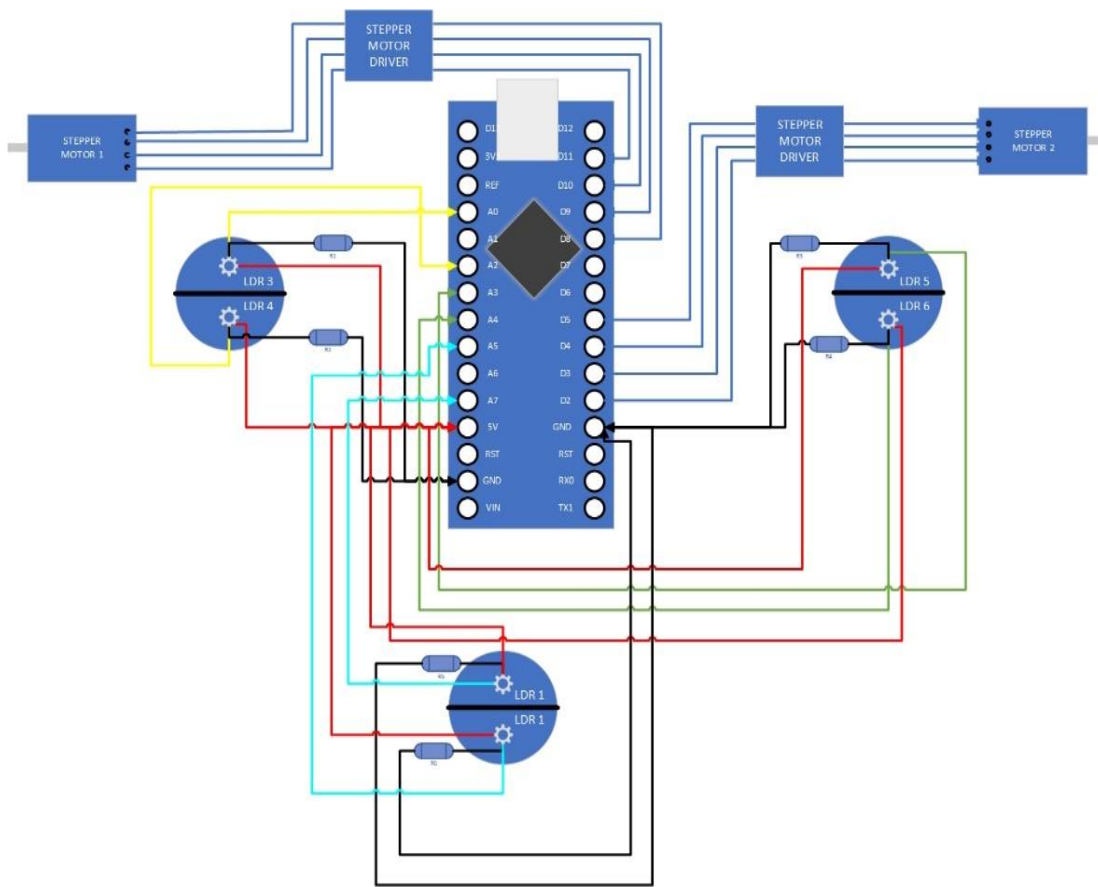 STEPPER
MOTOR
DRIVER
STEPPER
MOTOR 1
STEPPER
MOTOR
DRIVER
STEPPER
MOTOR 2
D12
D11
REF
D10
A0
D9
A1
D8
A2
D7
A3
D6
A4
D5
A5
D4
A6
D3
A7
D2
5V
GND
RST
RST
GND
RX0
VIN
TX1
LDR 3
LDR 4
LDR 5
LDR 6
LDR 1
LDR 1